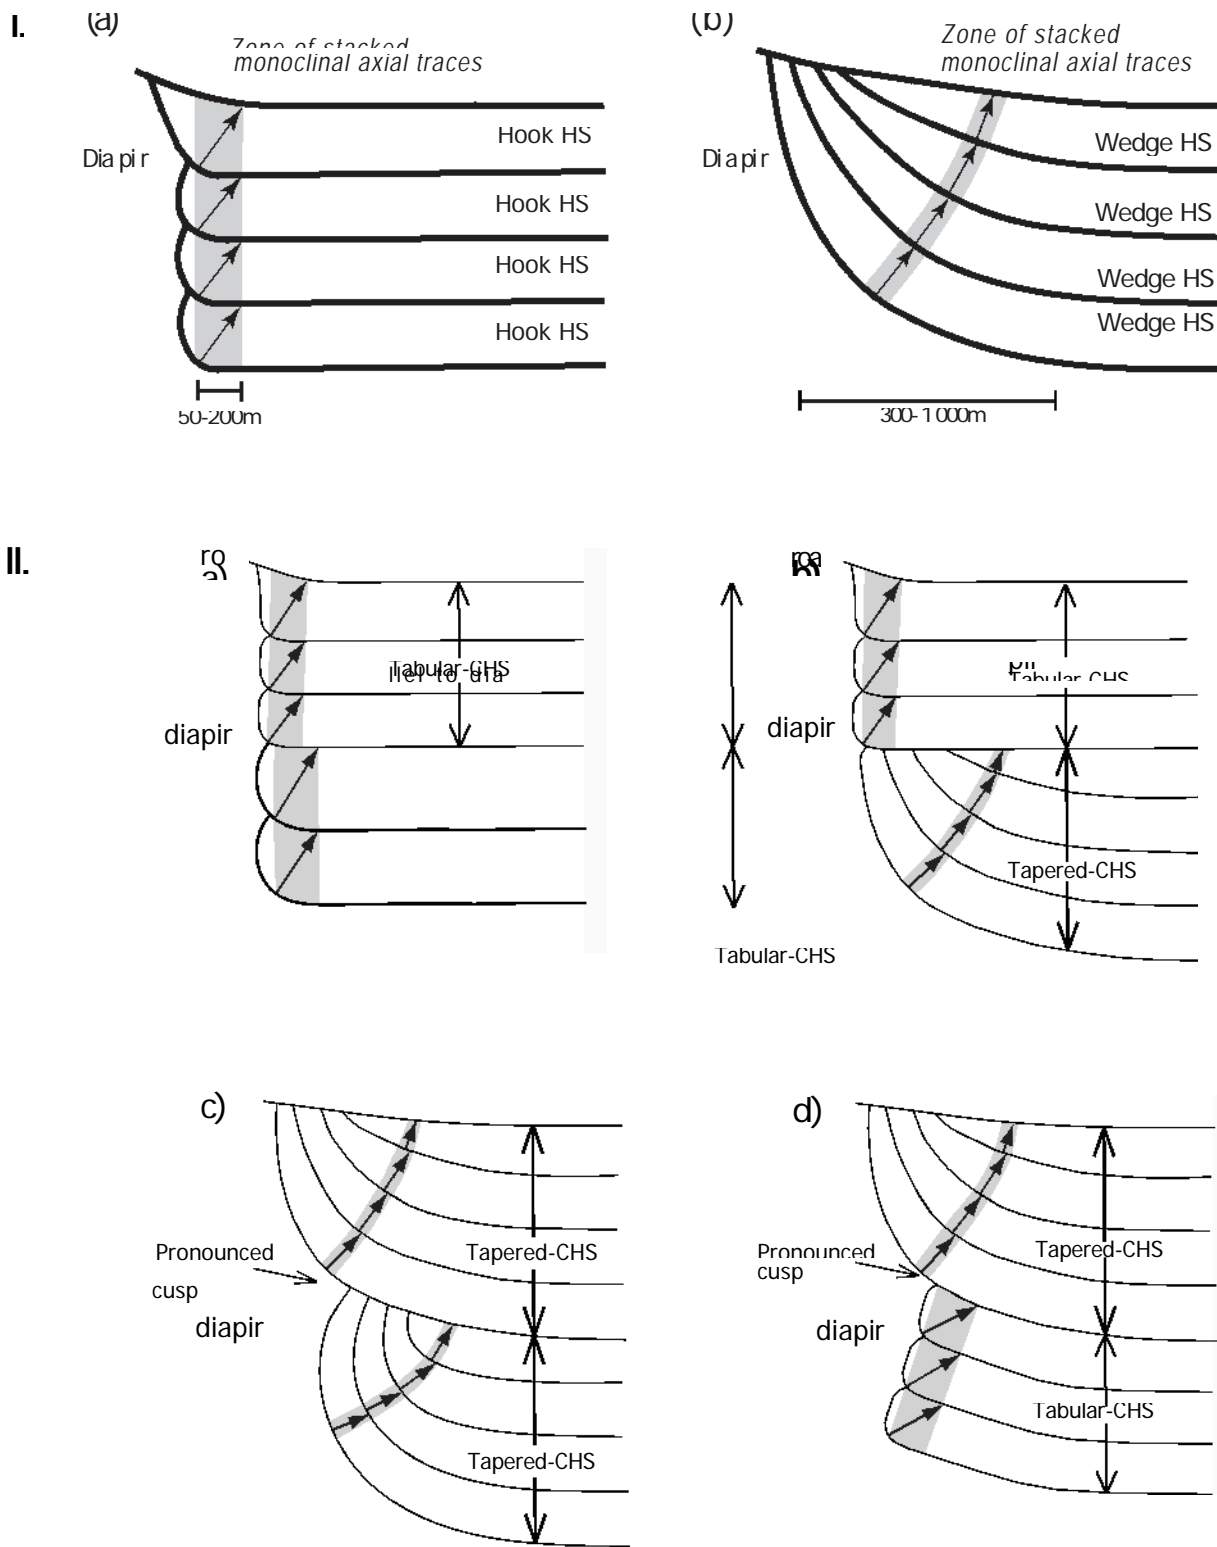 I.
(a)
Zone of stacked
monoclinal axial traces
Diapir
Hook HS
Hook HS
Hook HS
Hook HS
50-200m
(b)
Zone of stacked
monoclinal axial traces
Diapir
Wedge HS
Wedge HS
Wedge HS
Wedge HS
300-1000m
II.
a)
Tabular-CHS
diapir
b)
Tabular-CHS
diapir
Tapered-CHS
Tabular-CHS
c)
Pronounced
cusp
diapir
Tapered-CHS
Tapered-CHS
d)
Pronounced
cusp
diapir
Tapered-CHS
Tabular-CHS